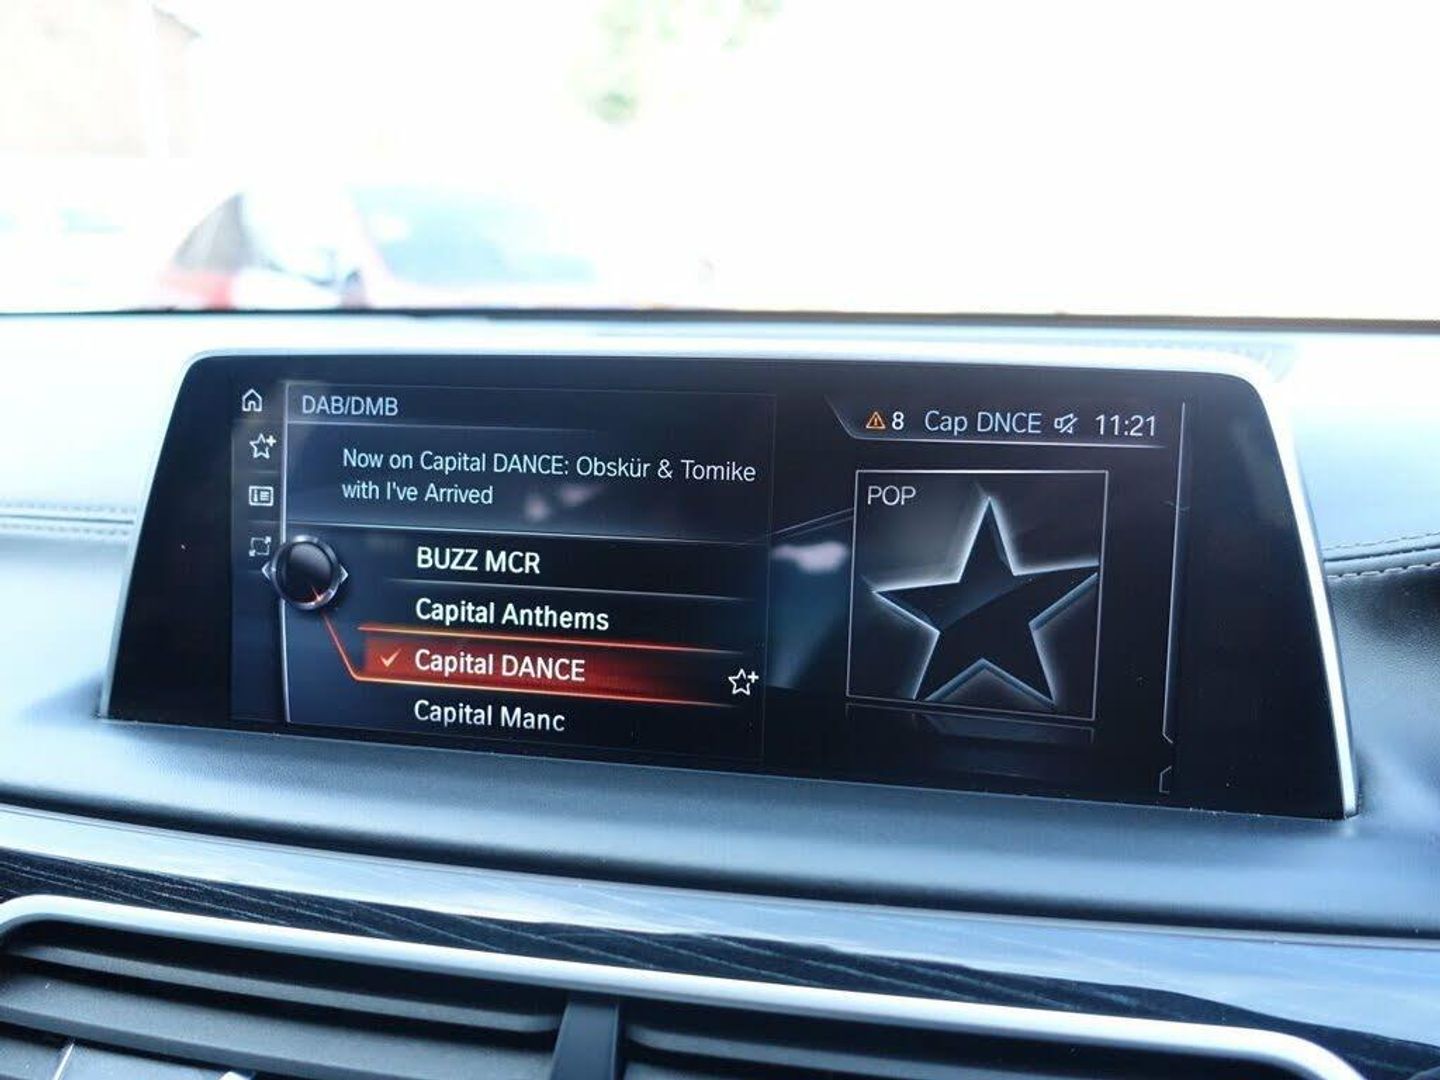 DAB/DMB
8 Cap DNCE 11:21
Now on Capital DANCE: Obskür & Tomike
with I've Arrived
POP
BUZZ MCR
Capital Anthems
Capital DANCE
Capital Manc